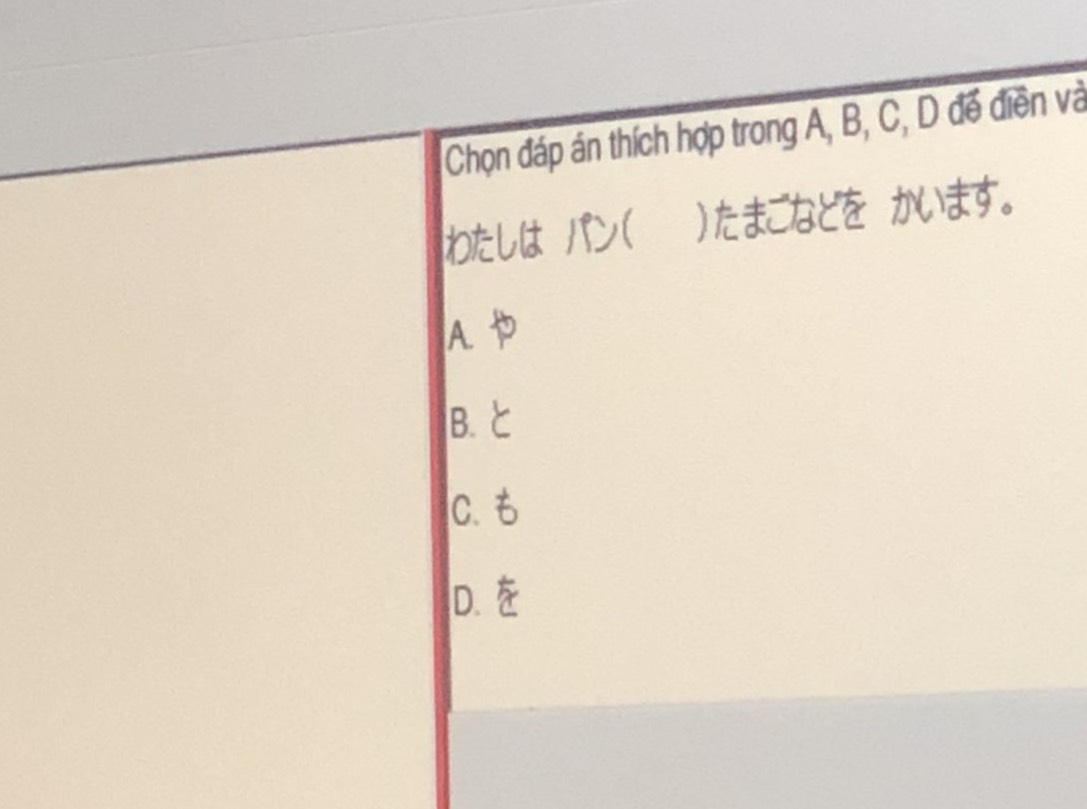 Chọn đáp án thích hợp trong A, B, C, D để điền
わたしは パン( )たまごなどを かいます。
A. や
B. と
C. も
D. を